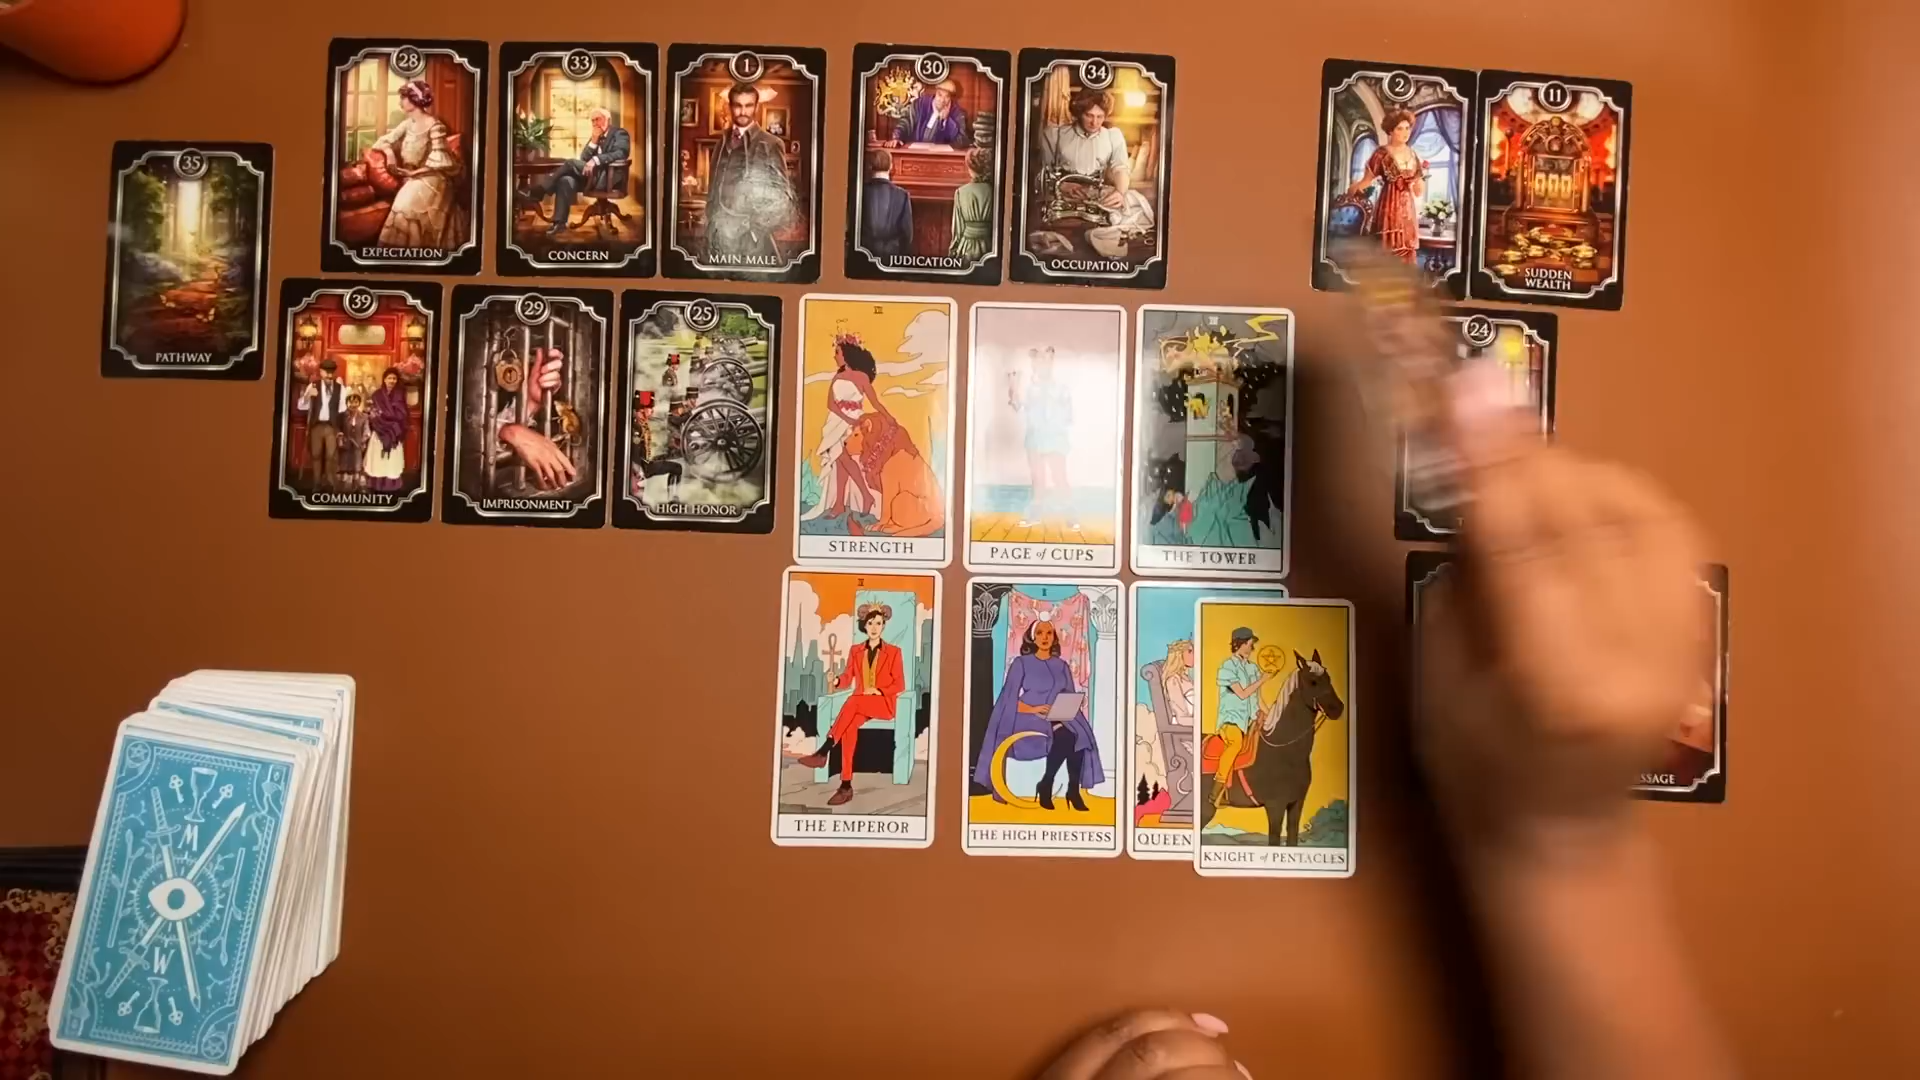 28
EXPECTATION
33
CONCERN
1
MAIN MALE
30
JUDICATION
34
OCCUPATION
2
11
SUDDEN
WEALTH
35
PATHWAY
39
COMMUNITY
29
IMPRISONMENT
25
HIGH HONOR
STRENGTH
PAGE of CUPS
THE TOWER
24
II
THE EMPEROR
II
THE HIGH PRIESTESS
QUEEN
KNIGHT of PENTACLES
SSAGE
M
W